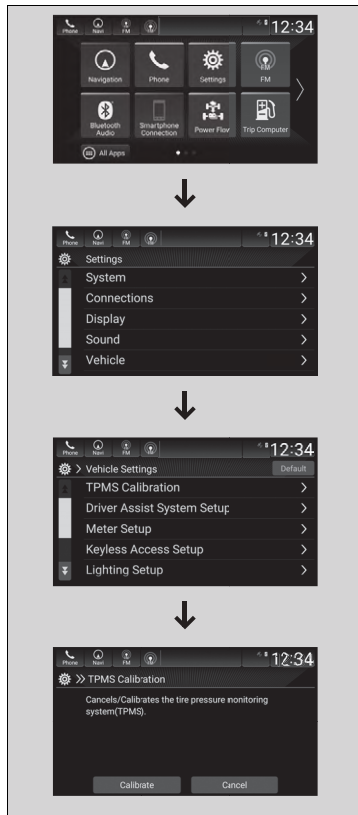 Phone Navi FM 12:34
Navigation Phone Settings FM
Bluetooth Audio Smartphone Connection Power Flow Trip Computer
All Apps
Phone Navi FM 12:34
Settings
System
Connections
Display
Sound
Vehicle
Phone Navi FM 12:34
Vehicle Settings Default
TPMS Calibration
Driver Assist System Setup
Meter Setup
Keyless Access Setup
Lighting Setup
Phone Navi FM 12:34
TPMS Calibration
Cancels/Calibrates the tire pressure monitoring
system(TPMS).
Calibrate Cancel